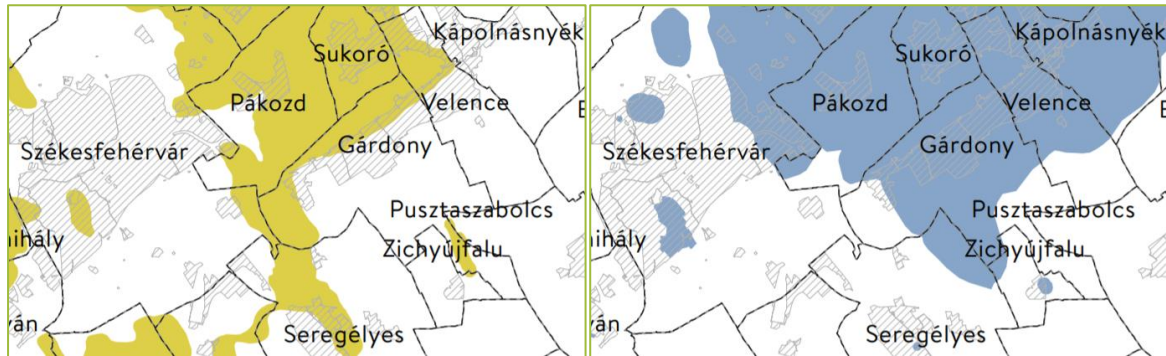 Kápolnásnyék
Sukoró
Pákozd
Velence
Székesfehérvár
Gárdony
Pusztaszabolcs
Zichyújfalu
Seregélyes
Kápolnásnyék
Sukoró
Pákozd
Velence
Székesfehérvár
Gárdony
Pusztaszabolcs
Zichyújfalu
Seregélyes